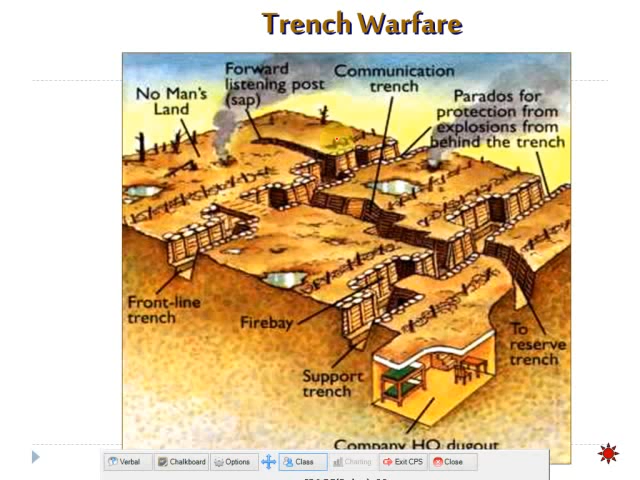 Trench Warfare
Forward
listening post
(sap)
Communication
trench
No Man's
Land
Parados for
protection from
explosions from
behind the trench
Front-line
trench
Firebay
Support
trench
To
reserve
trench
Company HQ dugout
Verbal
Chalkboard
Options
Class
Charting
Exit CPS
Close